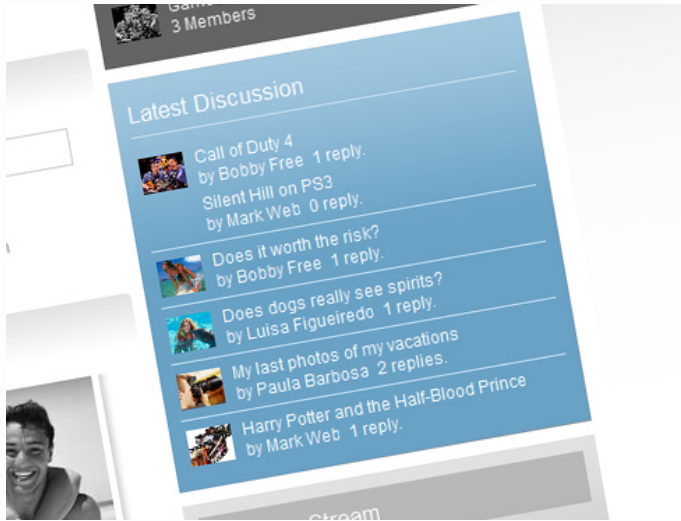 3 Members
Latest Discussion
Call of Duty 4
by Bobby Free 1 reply.
Silent Hill on PS3
by Mark Web 0 reply.
Does it worth the risk?
by Bobby Free 1 reply.
Does dogs really see spirits?
by Luisa Figueiredo 1 reply.
My last photos of my vacations
by Paula Barbosa 2 replies.
Harry Potter and the Half-Blood Prince
by Mark Web 1 reply.
Stream